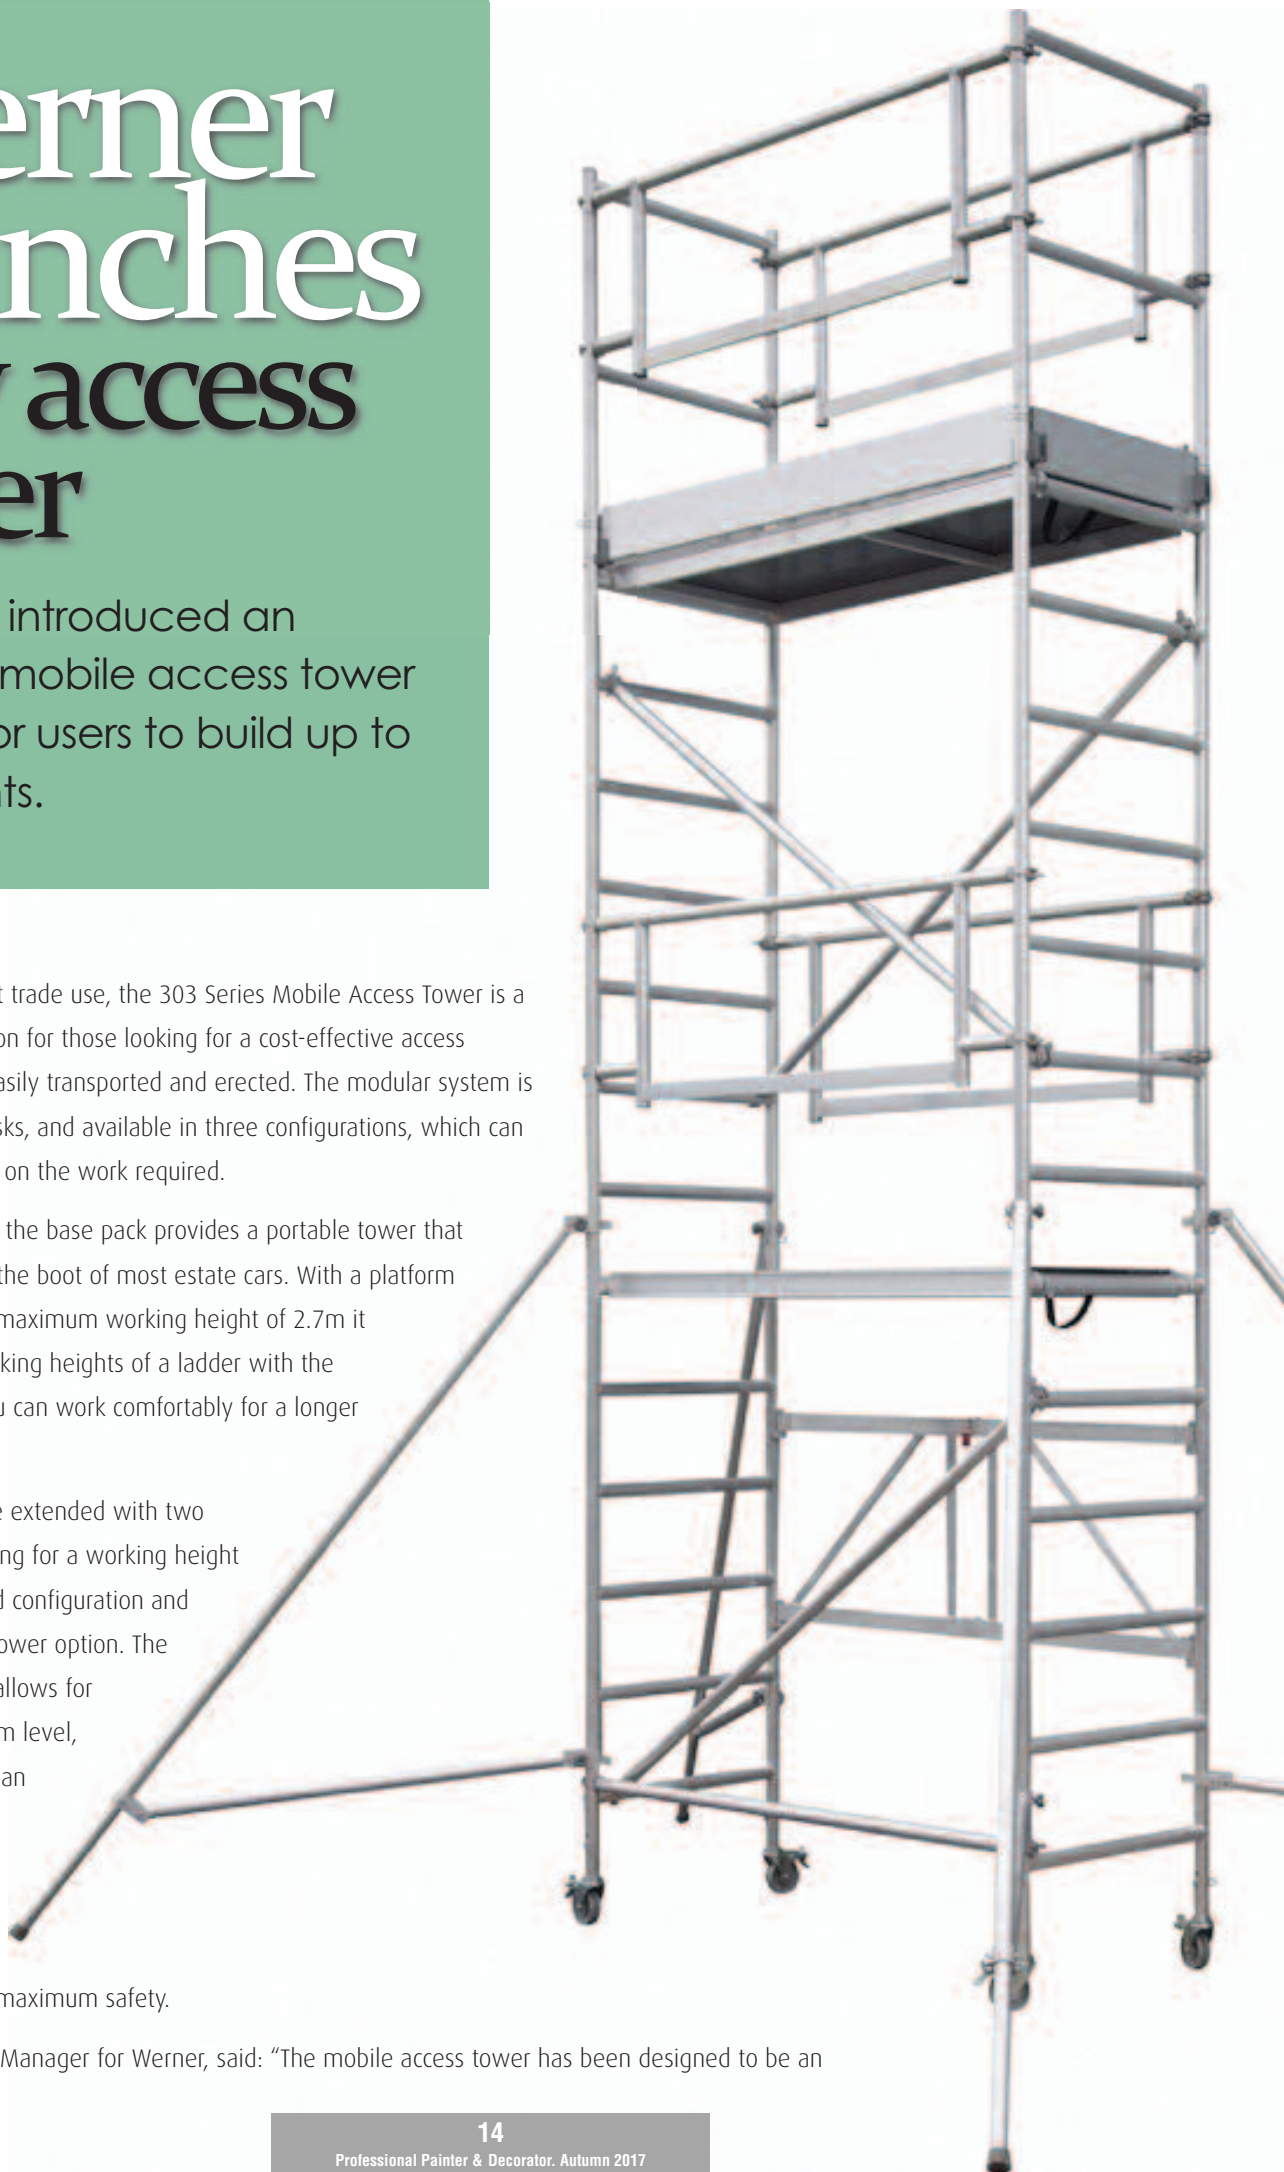 erner
nches
access
er
introduced an
mobile access tower
or users to build up to
ts.
t trade use, the 303 Series Mobile Access Tower is a
on for those looking for a cost-effective access
asily transported and erected. The modular system is
sks, and available in three configurations, which can
on the work required.
the base pack provides a portable tower that
the boot of most estate cars. With a platform
maximum working height of 2.7m it
king heights of a ladder with the
u can work comfortably for a longer
e extended with two
ng for a working height
d configuration and
ower option. The
allows for
m level,
an
maximum safety.
Manager for Werner, said: “The mobile access tower has been designed to be an
14
Professional Painter & Decorator. Autumn 2017